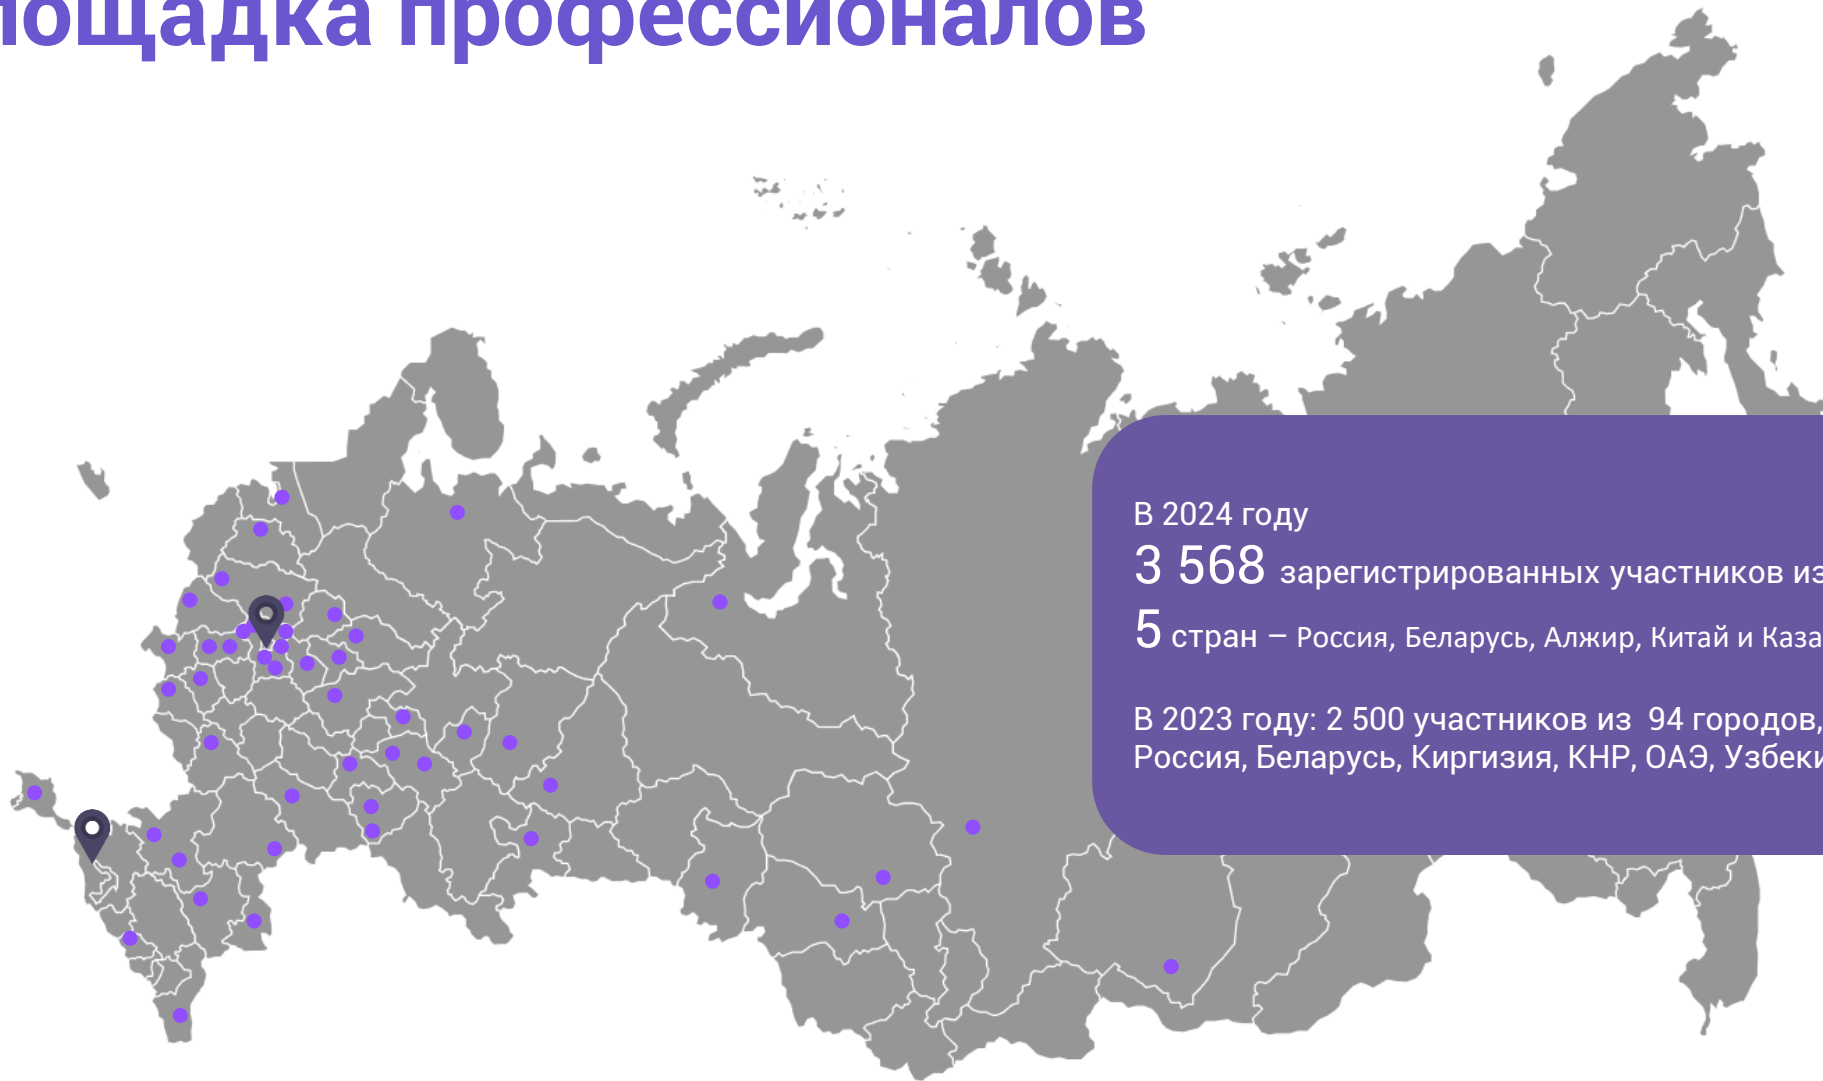 лощадка профессионалов
В 2024 году
3 568 зарегистрированных участников из
5 стран – Россия, Беларусь, Алжир, Китай и Каза
В 2023 году: 2 500 участников из 94 городов,
Россия, Беларусь, Киргизия, КНР, ОАЭ, Узбеки